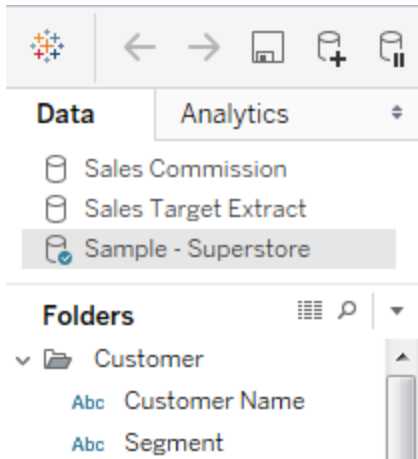 Data Analytics
Sales Commission
Sales Target Extract
Sample - Superstore
Folders
Customer
Abc Customer Name
Abc Segment